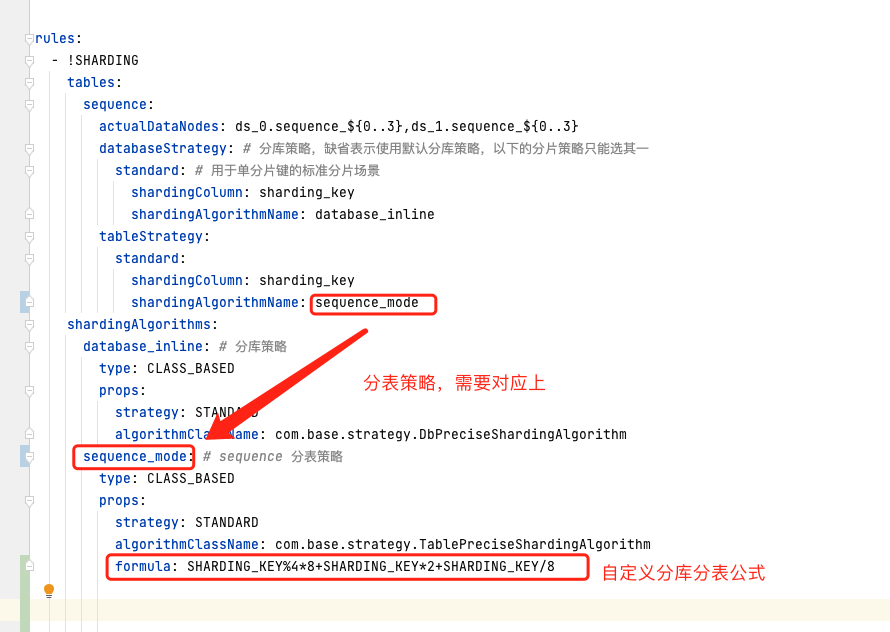 rules:
- !SHARDING
tables:
sequence:
actualDataNodes: ds_0.sequence_${0..3},ds_1.sequence_${0..3}
databaseStrategy: # 分库策略，缺省表示使用默认分库策略，以下的分片策略只能选其一
standard: # 用于单分片键的标准分片场景
shardingColumn: sharding_key
shardingAlgorithmName: database_inline
tableStrategy:
standard:
shardingColumn: sharding_key
shardingAlgorithmName: sequence_mode
shardingAlgorithms:
database_inline: # 分库策略
type: CLASS_BASED
分表策略，需要对应上
props:
strategy: STANDARD
algorithmClassName: com.base.strategy.DbPreciseShardingAlgorithm
sequence_mode: # sequence 分表策略
type: CLASS_BASED
props:
strategy: STANDARD
algorithmClassName: com.base.strategy.TablePreciseShardingAlgorithm
formula: SHARDING_KEY%4*8+SHARDING_KEY*2+SHARDING_KEY/8
自定义分库分表公式